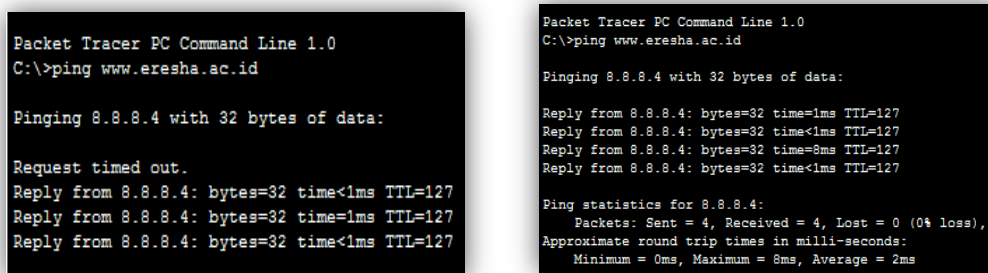 Packet Tracer PC Command Line 1.0
C:\>ping www.eresha.ac.id
Pinging 8.8.8.4 with 32 bytes of data:
Request timed out.
Reply from 8.8.8.4: bytes=32 time<1ms TTL=127
Reply from 8.8.8.4: bytes=32 time=1ms TTL=127
Reply from 8.8.8.4: bytes=32 time<1ms TTL=127
Packet Tracer PC Command Line 1.0
C:\>ping www.eresha.ac.id
Pinging 8.8.8.4 with 32 bytes of data:
Reply from 8.8.8.4: bytes=32 time=1ms TTL=127
Reply from 8.8.8.4: bytes=32 time<1ms TTL=127
Reply from 8.8.8.4: bytes=32 time=8ms TTL=127
Reply from 8.8.8.4: bytes=32 time<1ms TTL=127
Ping statistics for 8.8.8.4:
Packets: Sent = 4, Received = 4, Lost = 0 (0% loss),
Approximate round trip times in milli-seconds:
Minimum = 0ms, Maximum = 8ms, Average = 2ms